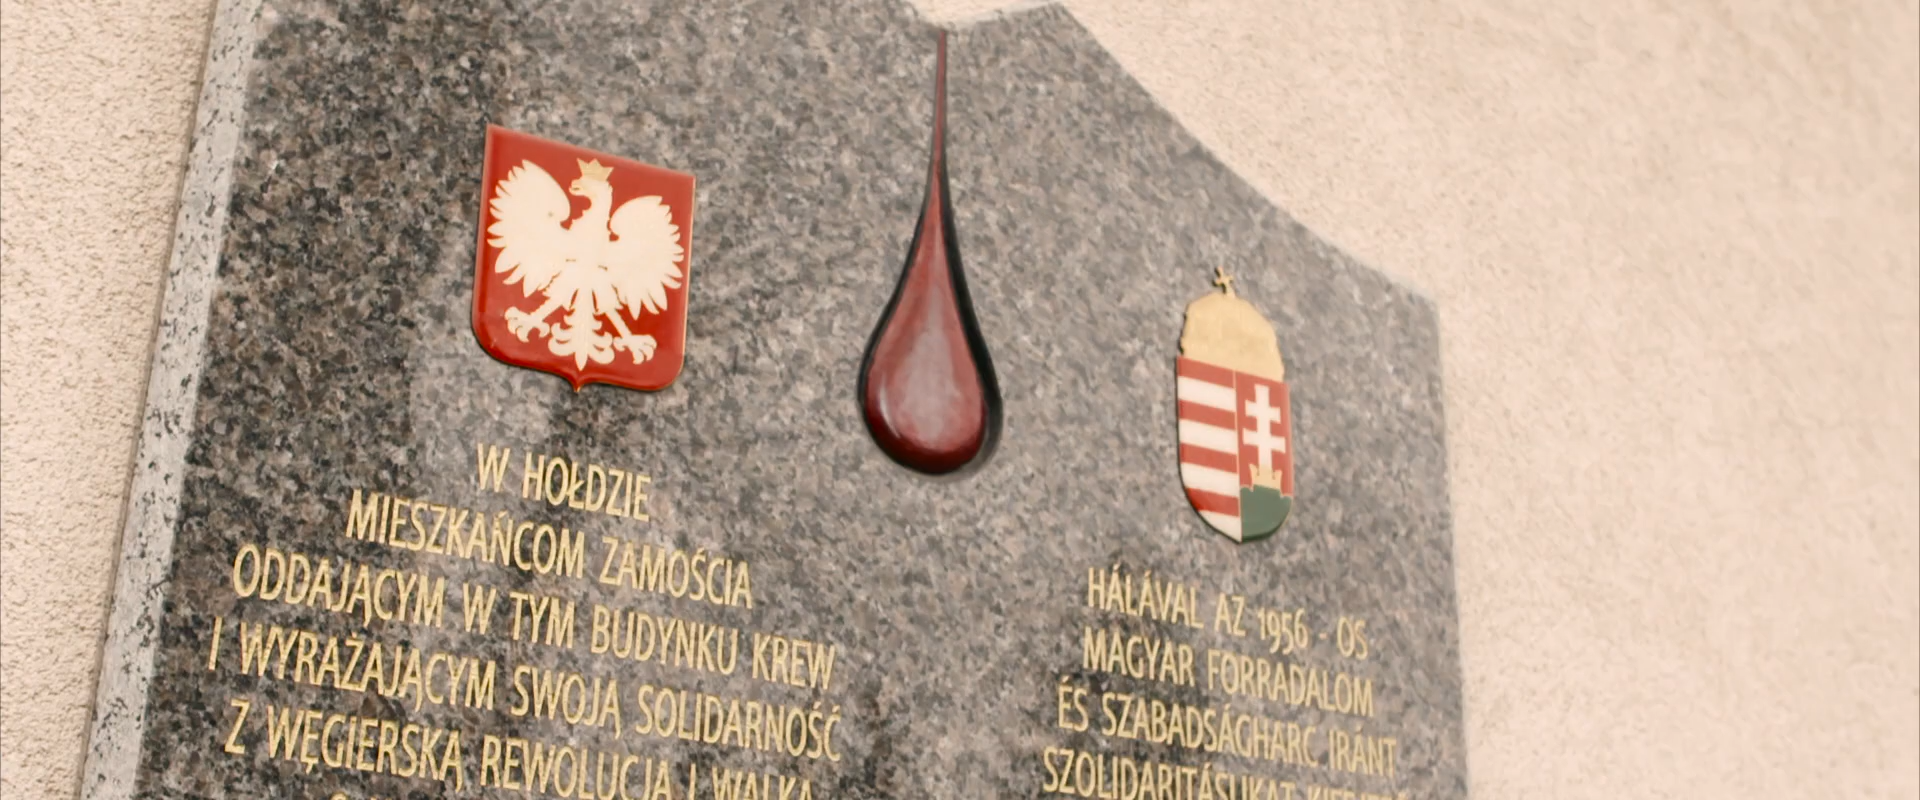 W HOŁDZIE
MIESZKAŃCOM ZAMOŚCIA
ODDAJĄCYM W TYM BUDYNKU KREW
I WYRAŻAJĄCYM SWOJĄ SOLIDARNOŚĆ
Z WĘGIERSKĄ REWOLUCJĄ I WALKĄ
HÁLÁVAL AZ 1956 - OS
MAGYAR FORRADALOM
ÉS SZABADSÁGHARC IRÁNT
SZOLIDARITÁSUKAT